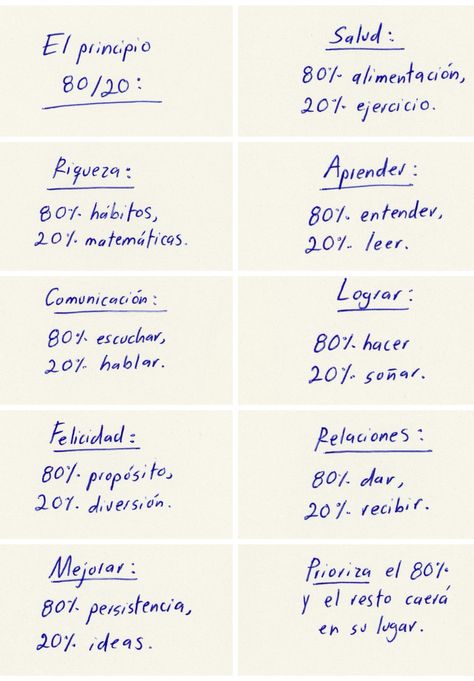 El principio
80/20:
Salud:
80% alimentación,
20% ejercicio.
Riqueza:
80% hábitos,
20% matemáticas.
Aprender:
80% entender,
20% leer.
Comunicación:
80% escuchar,
20% hablar.
Lograr:
80% hacer
20% soñar.
Felicidad:
80% propósito,
20% diversión.
Relaciones:
80% dar,
20% recibir.
Mejorar:
80% persistencia,
20% ideas.
Prioriza el 80%
y el resto caerá
en su lugar.